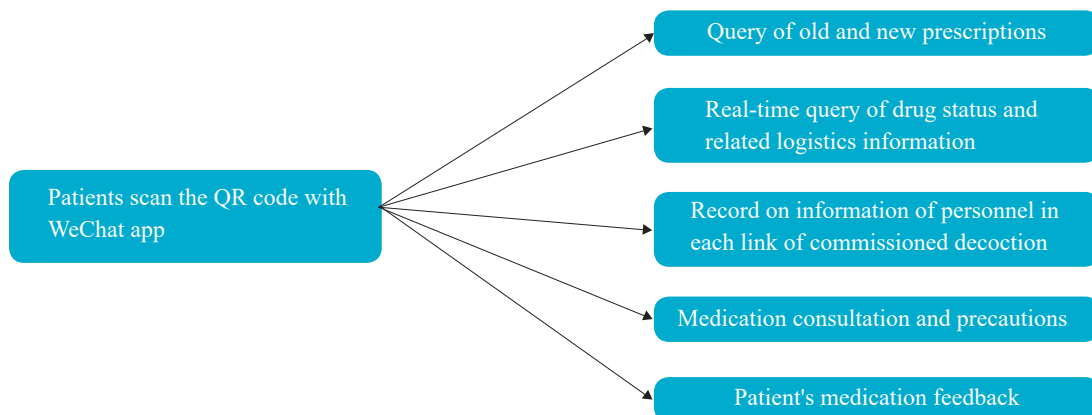 Query of old and new prescriptions
Real-time query of drug status and
related logistics information
Patients scan the QR code with
WeChat app
Record on information of personnel in
each link of commissioned decoction
Medication consultation and precautions
Patient's medication feedback